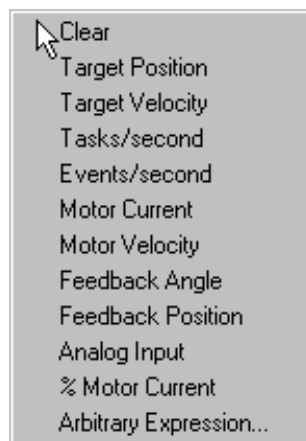 Clear
Target Position
Target Velocity
Tasks/second
Events/second
Motor Current
Motor Velocity
Feedback Angle
Feedback Position
Analog Input
% Motor Current
Arbitrary Expression...